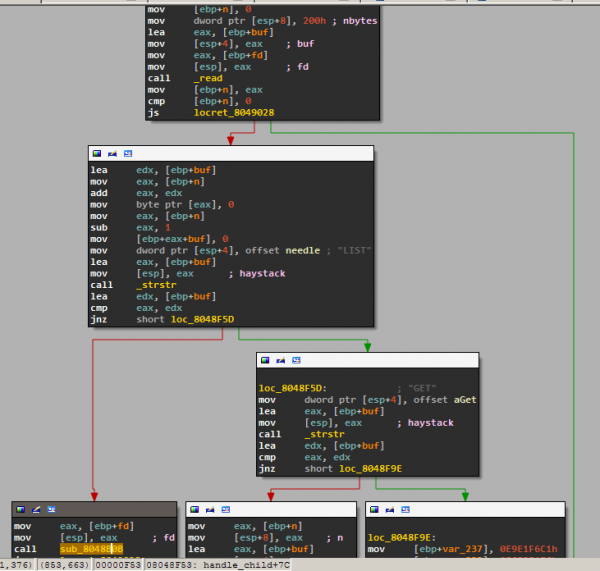 mov [ebp+n], 0
mov dword ptr [esp+8], 200h ; nbytes
lea eax, [ebp+buf]
mov [esp+4], eax ; buf
mov eax, [ebp+fd]
mov [esp], eax ; fd
call _read
mov [ebp+n], eax
cmp [ebp+n], 0
js locret_8049028
lea edx, [ebp+buf]
mov eax, [ebp+n]
add eax, edx
mov byte ptr [eax], 0
mov eax, [ebp+n]
sub eax, 1
mov [ebp+eax+buf], 0
mov dword ptr [esp+4], offset needle ; "LIST"
lea eax, [ebp+buf]
mov [esp], eax ; haystack
call _strstr
lea edx, [ebp+buf]
cmp eax, edx
jnz short loc_8048F5D
loc_8048F5D: ; "GET"
mov dword ptr [esp+4], offset aGet
lea eax, [ebp+buf]
mov [esp], eax ; haystack
call _strstr
lea edx, [ebp+buf]
cmp eax, edx
jnz short loc_8048F9E
mov eax, [ebp+fd]
mov [esp], eax ; fd
call
mov eax, [ebp+n]
mov [esp+8], eax ; n
lea eax, [ebp+buf]
loc_8048F9E:
mov [ebp+var_237], 0E9E1F6C1h
1,376) (853,663) 00000F53 08048F53: handle_child+7C